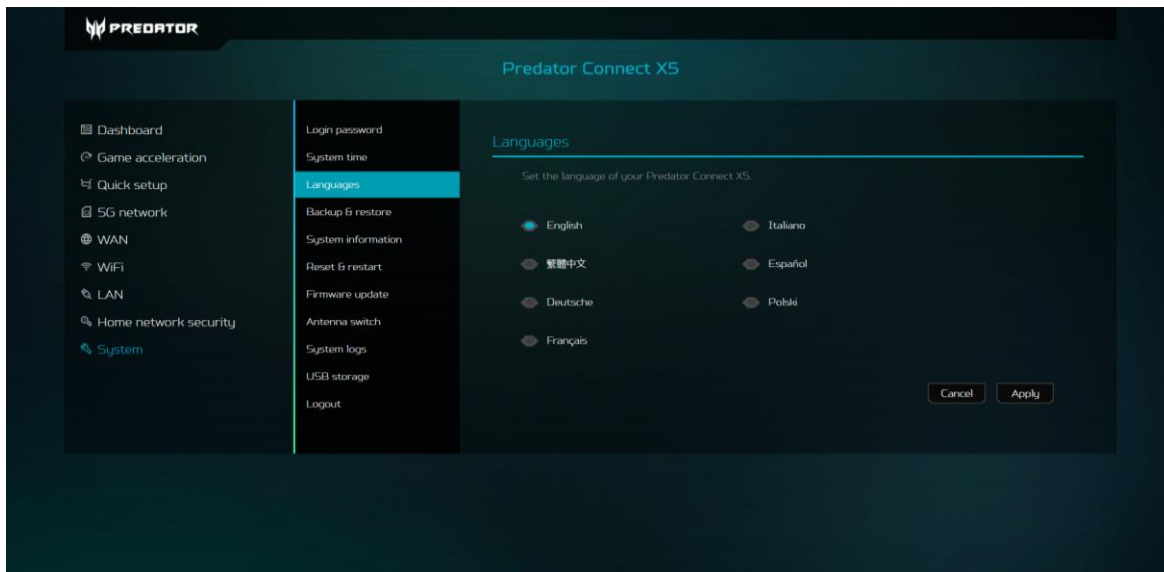 PREDATOR
Predator Connect X5
Dashboard
Game acceleration
Quick setup
5G network
WAN
WiFi
LAN
Home network security
System
Login password
System time
Languages
Backup & restore
System information
Reset & restart
Firmware update
Antenna switch
System logs
USB storage
Logout
Languages
Set the language of your Predator Connect X5.
English
Italiano
繁體中文
Español
Deutsche
Polski
Français
Cancel
Apply